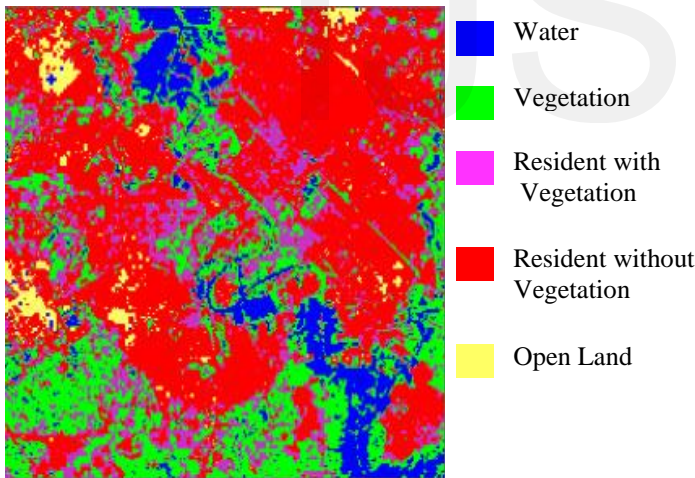 Water
Vegetation
Resident with
Vegetation
Resident without
Vegetation
Open Land